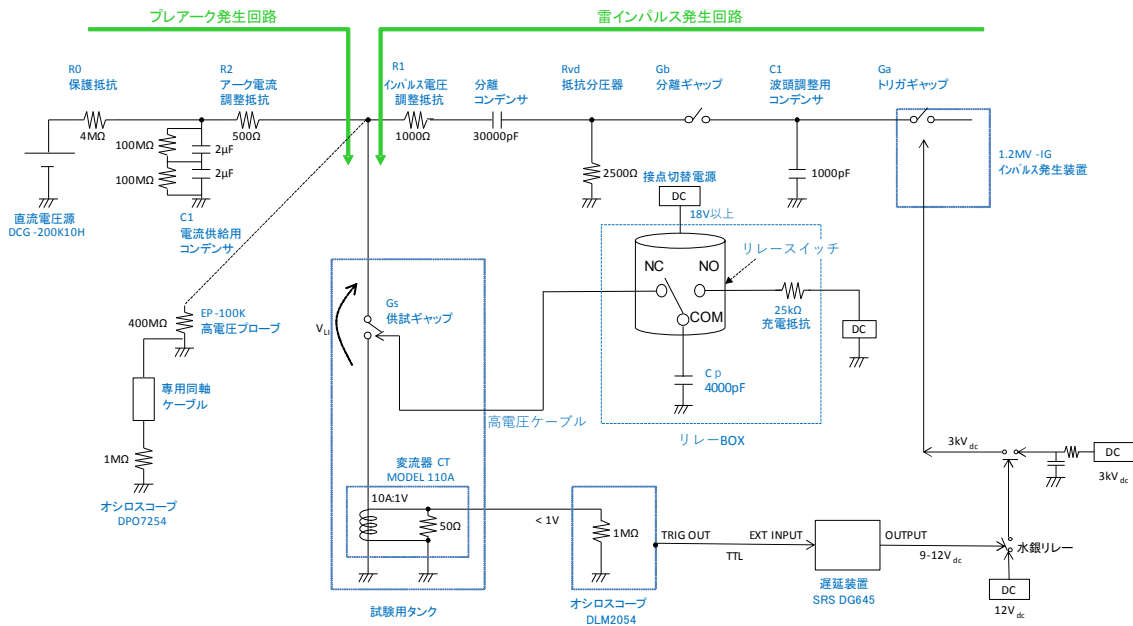 プレアーク発生回路
雷インパルス発生回路
R0
保護抵抗
R2
アーク電流
調整抵抗
R1
インパルス電圧
調整抵抗
分離
コンデンサ
Rvd
抵抗分圧器
Gb
分離ギャップ
C1
波頭調整用
コンデンサ
Ga
トリガギャップ
4MΩ
500Ω
1000Ω
30000pF
100MΩ
2μF
100MΩ
2μF
2500Ω
1000pF
1.2MV -IG
インパルス発生装置
直流電圧源
DCG -200K10H
C1
電流供給用
コンデンサ
接点切替電源
DC
18V以上
リレースイッチ
NC
NO
COM
25kΩ
充電抵抗
DC
Cp
4000pF
リレーBOX
EP -100K
高電圧プローブ
400MΩ
VLI
Gs
供試ギャップ
専用同軸
ケーブル
高電圧ケーブル
1MΩ
オシロスコープ
DPO7254
変流器 CT
MODEL 110A
10A:1V
50Ω
< 1V
1MΩ
3kVdc
DC
3kVdc
TRIG OUT
EXT INPUT
TTL
OUTPUT
9-12Vdc
水銀リレー
DC
12Vdc
遅延装置
SRS DG645
試験用タンク
オシロスコープ
DLM2054